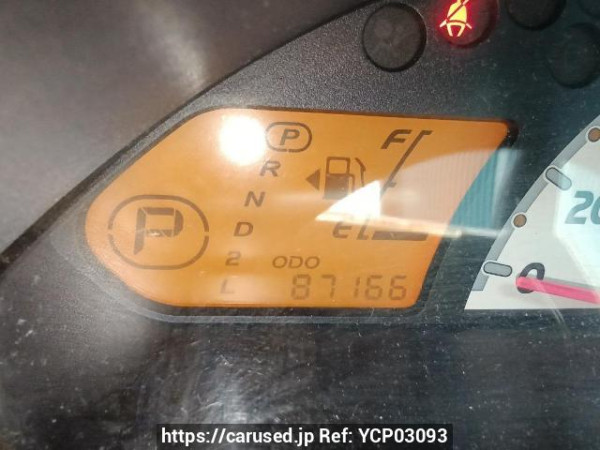 P
F
R
N
P
D
E
2
ODO
L
87166
20
0
https://carused.jp Ref: YCP03093